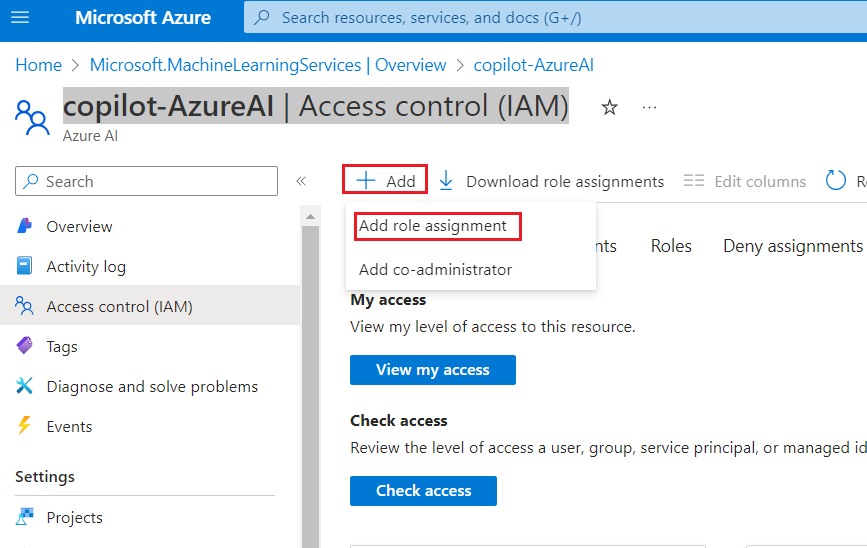 Microsoft Azure
Search resources, services, and docs (G+/)
Home > Microsoft.MachineLearningServices | Overview > copilot-AzureAI
copilot-AzureAI | Access control (IAM)
Azure AI
Search
Add
Download role assignments
Edit columns
Overview
Activity log
Access control (IAM)
Tags
Diagnose and solve problems
Events
Settings
Projects
Add role assignment
Add co-administrator
Roles
Deny assignments
My access
View my level of access to this resource.
View my access
Check access
Review the level of access a user, group, service principal, or managed
Check access